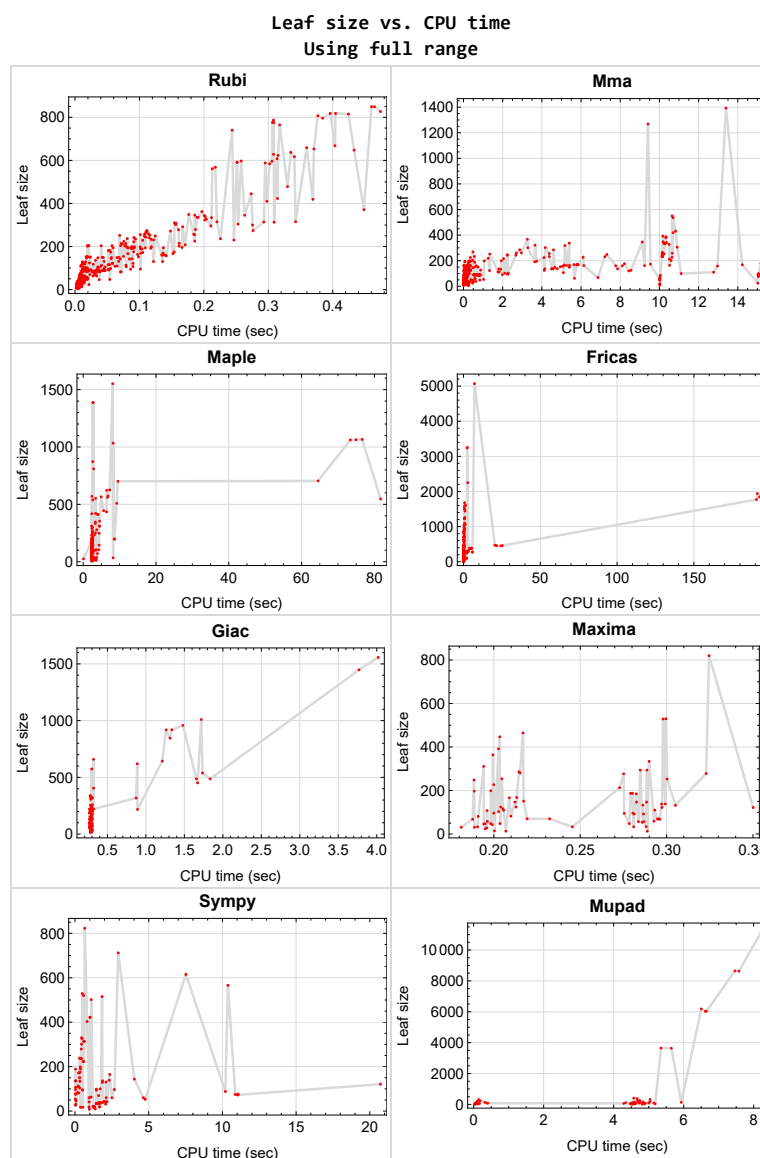 Leaf size vs. CPU time
Using full range
Rubi
Leaf size
800
600
400
200
0
0.0 0.1 0.2 0.3 0.4
CPU time (sec)
Mma
Leaf size
1400
1200
1000
800
600
400
200
0
0 2 4 6 8 10 12 14
CPU time (sec)
Maple
Leaf size
1500
1000
500
0
0 20 40 60 80
CPU time (sec)
Fricas
Leaf size
5000
4000
3000
2000
1000
0
0 50 100 150
CPU time (sec)
Giac
Leaf size
1500
1000
500
0
0.5 1.0 1.5 2.0 2.5 3.0 3.5 4.0
CPU time (sec)
Maxima
Leaf size
800
600
400
200
0
0.20 0.25 0.30
CPU time (sec)
Sympy
Leaf size
800
600
400
200
0
0 5 10 15 20
CPU time (sec)
Mupad
Leaf size
10 000
8000
6000
4000
2000
0
0 2 4 6 8
CPU time (sec)